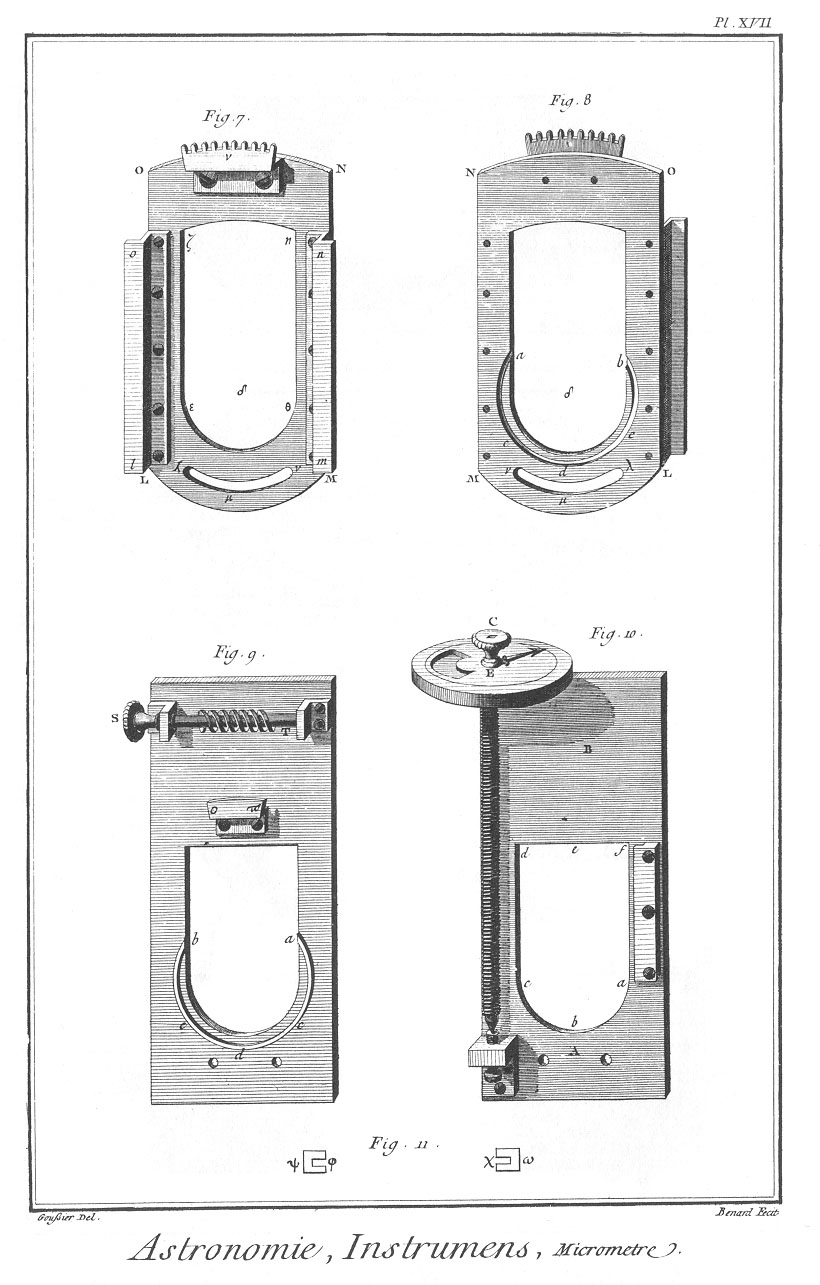 Pl. XVII
Fig. 7.
Fig. 8
ν
O N
N O
ζ η
o n
a b
δ
δ
ε θ
c e
l m
d
λ ν
ν λ
L M
M L
μ
μ
Fig. 9.
Fig. 10.
C
E
S T
B
o
d e f
b a
c a
e c
b
d
A
Fig. 11.
ψ φ
χ ω
Goussier Del.
Benard Fecit
Astronomie, Instrumens, Micrometre.